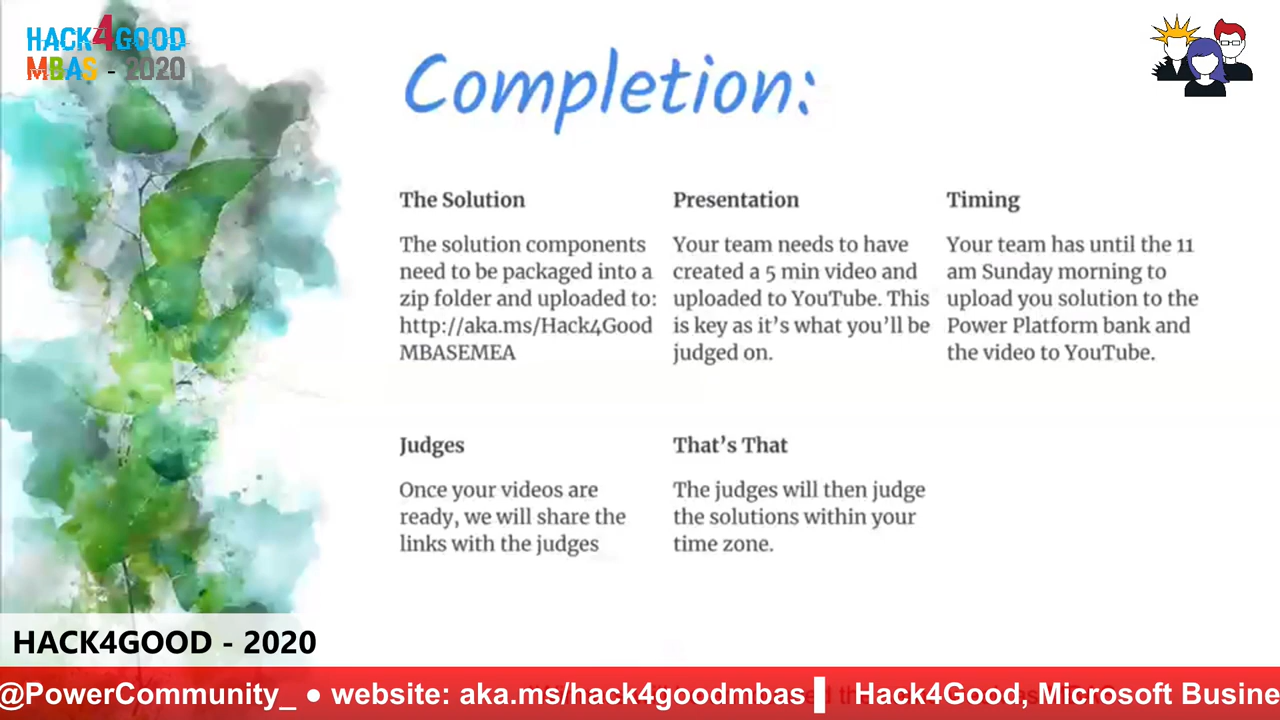 HACK4GOOD
MBAS - 2020
Completion:
The Solution
The solution components
need to be packaged into a
zip folder and uploaded to:
http://aka.ms/Hack4Good
MBASEMEA
Presentation
Your team needs to have
created a 5 min video and
uploaded to YouTube. This
is key as it's what you'll be
judged on.
Timing
Your team has until the 11
am Sunday morning to
upload you solution to the
Power Platform bank and
the video to YouTube.
Judges
Once your videos are
ready, we will share the
links with the judges
That's That
The judges will then judge
the solutions within your
time zone.
HACK4GOOD - 2020
@PowerCommunity_ ● website: aka.ms/hack4goodmbas Hack4Good, Microsoft Busine